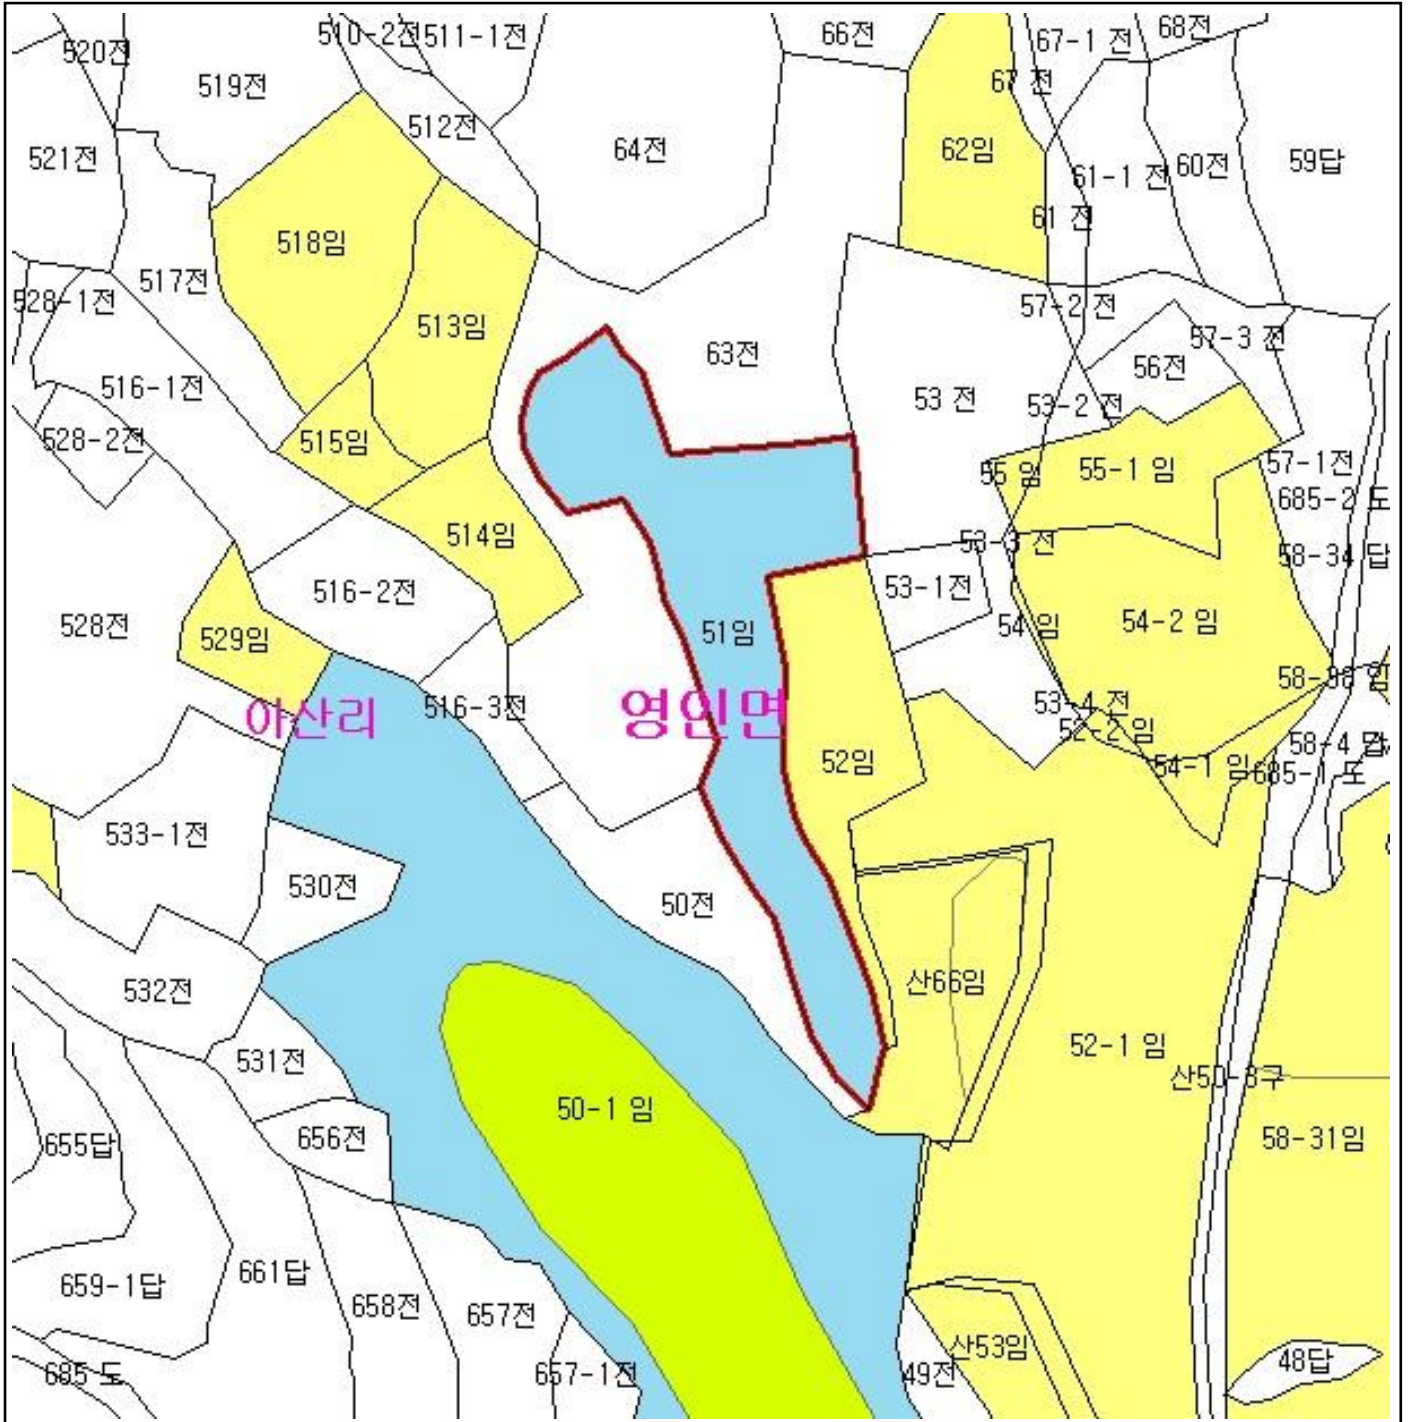 510-2전
511-1전
66전
67-1 전
68전
520전
519전
67 전
512전
521전
64전
62임
61-1 전
60전
59답
61 전
518임
517전
528-1전
57-2 전
513임
57-3 전
63전
56전
516-1전
53 전
53-2 전
528-2전
515임
55 임
55-1 임
57-1전
685-2 도
514임
53-3 전
58-34 답
516-2전
53-1전
528전
529임
51임
54 임
54-2 임
58-38 임
516-3전
아산리
영인면
53-4 전
52-2 임
58-4 답
52임
54-1 임
685-1 도
533-1전
530전
50전
532전
산66임
531전
52-1 임
산50-8구
50-1 임
655답
656전
58-31임
659-1답
661답
658전
657전
산53임
48답
685 도
657-1전
49전